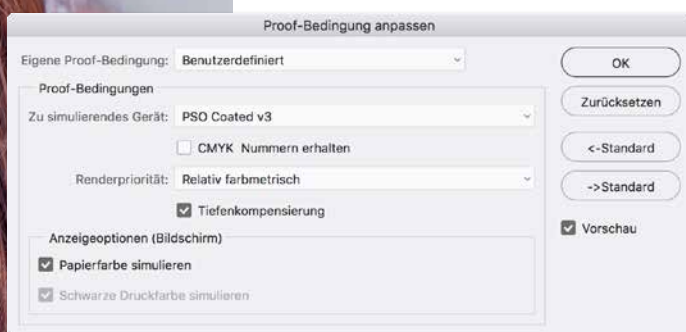 Proof-Bedingung anpassen
Eigene Proof-Bedingung: Benutzerdefiniert
Proof-Bedingungen
Zu simulierendes Gerät: PSO Coated v3
CMYK Nummern erhalten
Renderpriorität: Relativ farbmetrisch
Tiefenkompensierung
Anzeigeoptionen (Bildschirm)
Papierfarbe simulieren
Schwarze Druckfarbe simulieren
OK
Zurücksetzen
<-Standard
->Standard
Vorschau